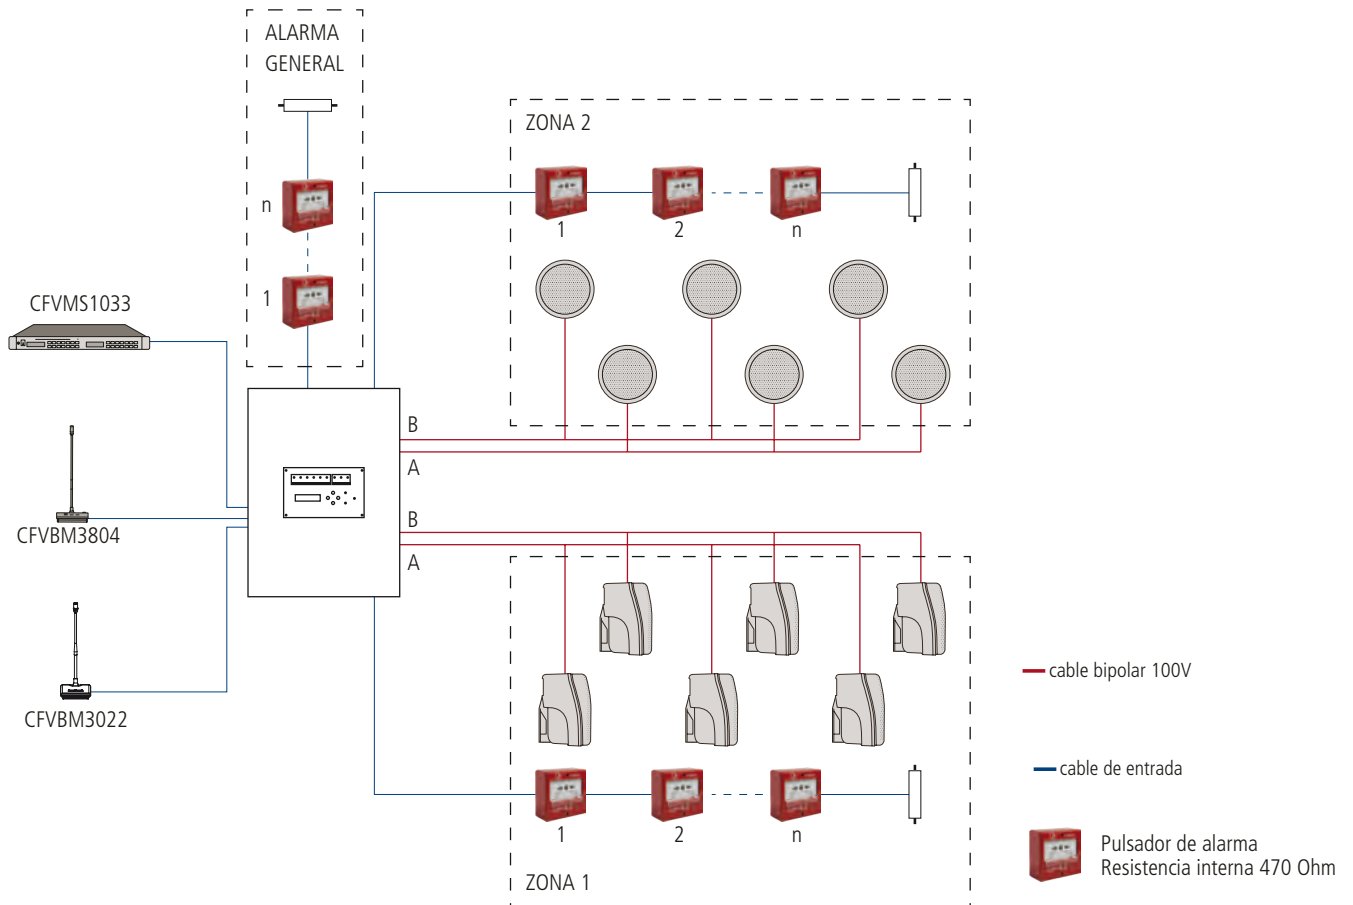 ALARMA
GENERAL
n
1
CFVMS1033
CFVBM3804
CFVBM3022
ZONA 2
1
2
n
B
A
B
A
1
2
n
ZONA 1
cable bipolar 100V
cable de entrada
Pulsador de alarma
Resistencia interna 470 Ohm